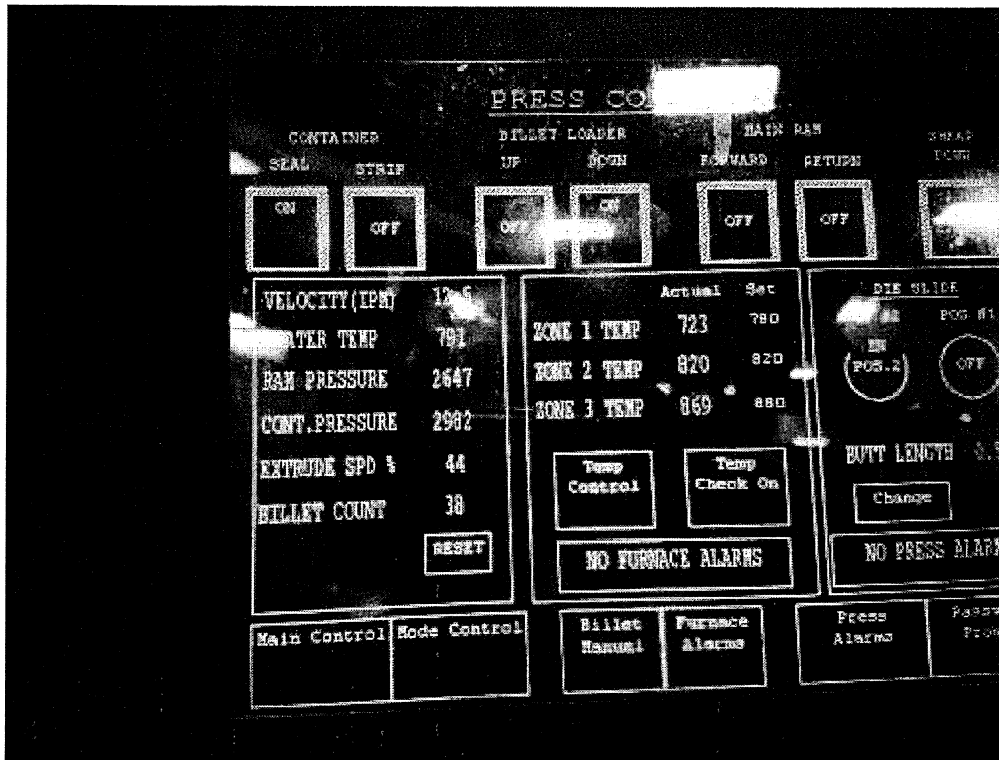 PRESS CO
CONTAINER BILLET LOADER MAIN RAM
SEAL STRIP UP DOWN FORWARD RETURN
ON OFF OFF ON OFF OFF
VELOCITY(IPM)
TEMP 791
RAM PRESSURE 2647
CONT.PRESSURE 2982
EXTRUDE SPD % 44
BILLET COUNT 38
RESET
Actual Set
ZONE 1 TEMP 723 780
ZONE 2 TEMP 820 820
ZONE 3 TEMP 869 880
Temp
Control
Temp
Check On
NO FURNACE ALARMS
DIE SLIDE
POS #1
POS.2
OFF
BUTT LENGTH
Change
NO PRESS ALARM
Main Control
Mode Control
Billet
Manual
Furnace
Alarms
Press
Alarms